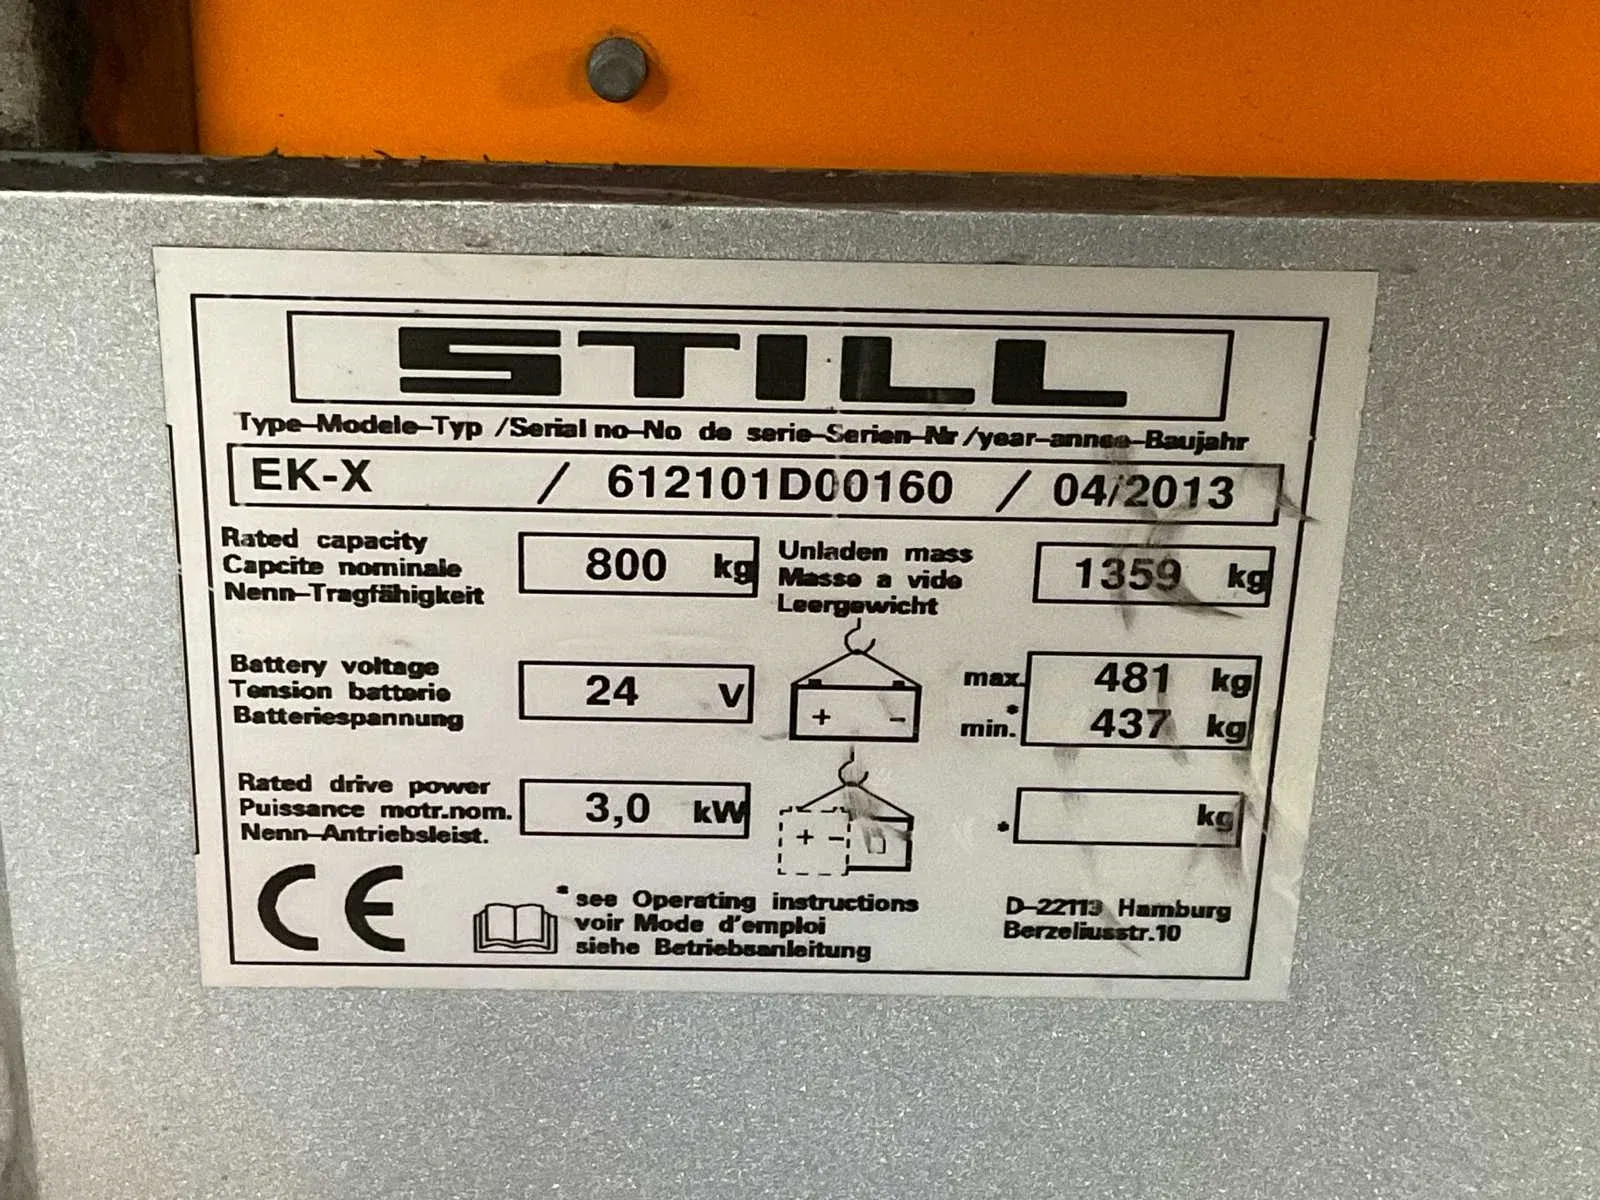 STILL
Type-Modele-Typ /Serial no-No de serie-Serien-Nr /year-annee-Baujahr
EK-X / 612101D00160 / 04/2013
Rated capacity
Capcite nominale
Nenn-Tragfähigkeit
800 kg
Unladen mass
Masse a vide
Leergewicht
1359 kg
Battery voltage
Tension batterie
Batteriespannung
24 V
+ -
max. 481 kg
min.* 437 kg
Rated drive power
Puissance motr.nom.
Nenn-Antriebsleist.
3,0 kW
+ -
* kg
CE
* see Operating instructions
voir Mode d'emploi
siehe Betriebsanleitung
D-22113 Hamburg
Berzeliusstr.10